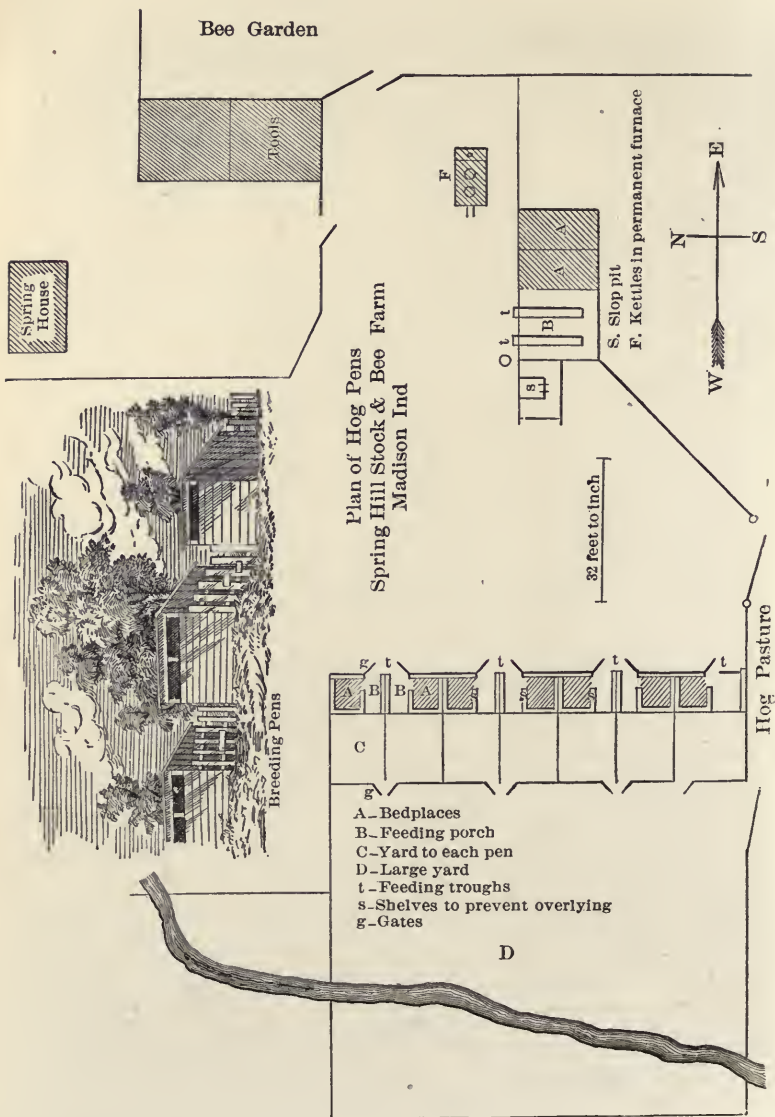 Bee Garden
Tools
Spring
House
F
A
A
t
t
B
S
N
E
S
W
S. Slop pit
F. Kettles in permanent furnace
Plan of Hog Pens
Spring Hill Stock & Bee Farm
Madison Ind
32 feet to inch
Breeding Pens
g
t
t
t
t
A
B
B
A
s
s
s
C
g
Hog Pasture
A–Bedplaces
B–Feeding porch
C–Yard to each pen
D–Large yard
t–Feeding troughs
s–Shelves to prevent overlying
g–Gates
D